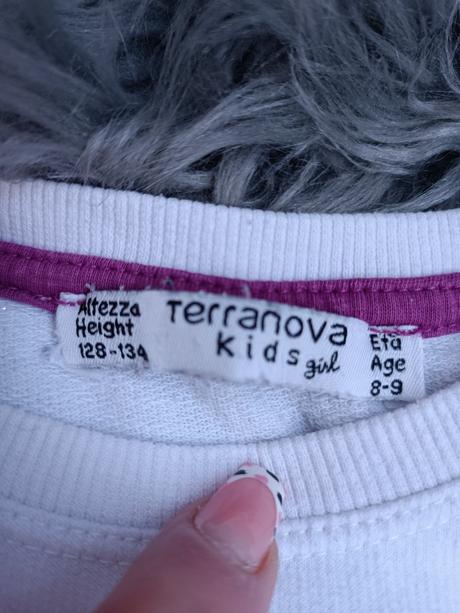 Altezza
Height
128-134
Terranova
Kids girl
Età
Age
8-9